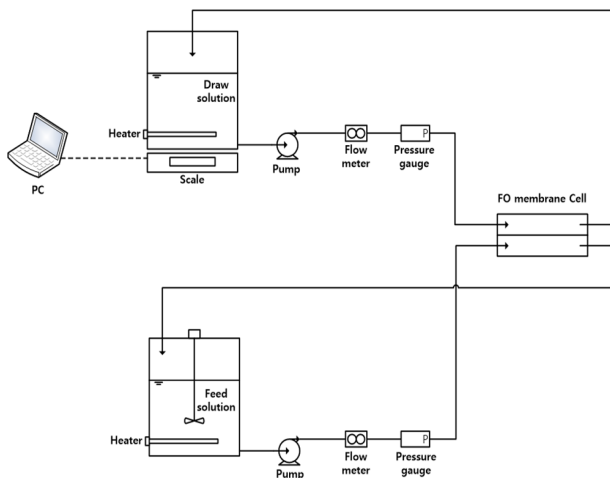 Draw
solution
Heater
PC
Scale
Pump
Flow
meter
P
Pressure
gauge
FO membrane Cell
Feed
solution
Heater
Pump
Flow
meter
P
Pressure
gauge